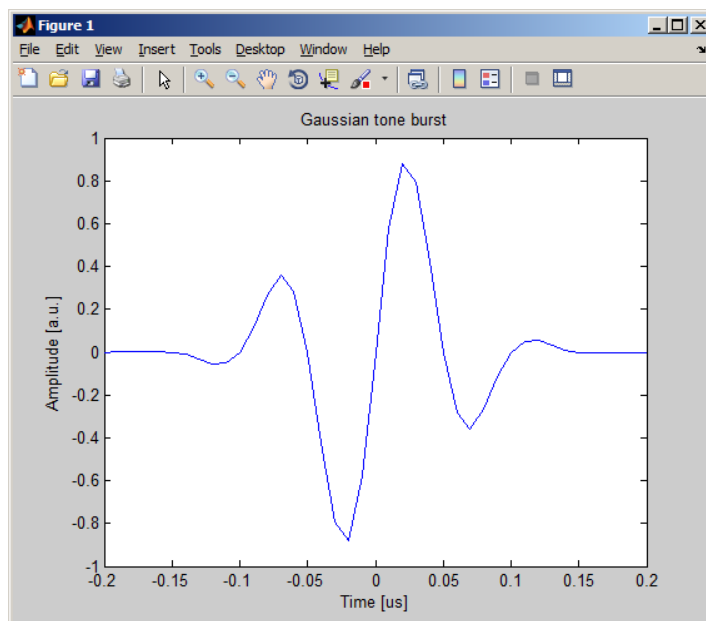 Figure 1
File Edit View Insert Tools Desktop Window Help
Gaussian tone burst
1
0.8
0.6
0.4
0.2
0
-0.2
-0.4
-0.6
-0.8
-1
Amplitude [a.u.]
-0.2 -0.15 -0.1 -0.05 0 0.05 0.1 0.15 0.2
Time [us]